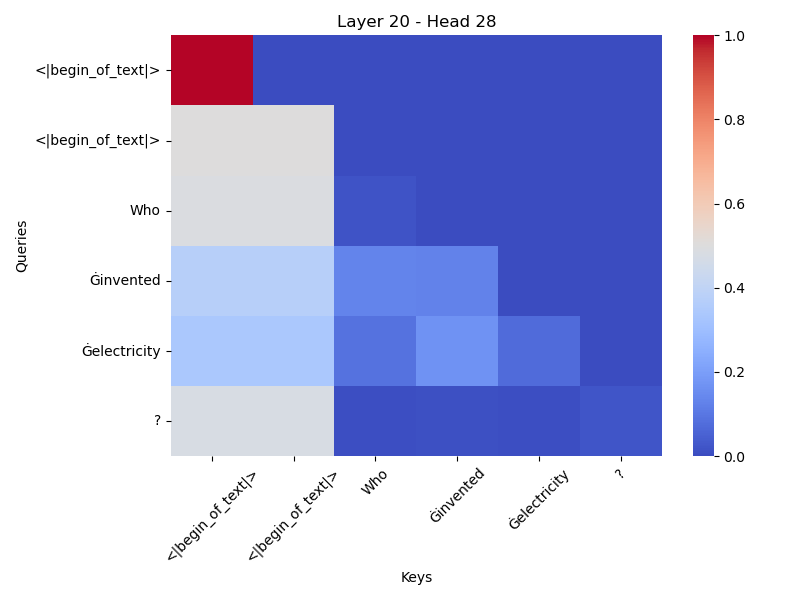 Layer 20 - Head 28
<|begin_of_text|>
<|begin_of_text|>
Who
Ġinvented
Ġelectricity
?
Queries
<|begin_of_text|>
<|begin_of_text|>
Who
Ġinvented
Ġelectricity
?
Keys
1.0
0.8
0.6
0.4
0.2
0.0